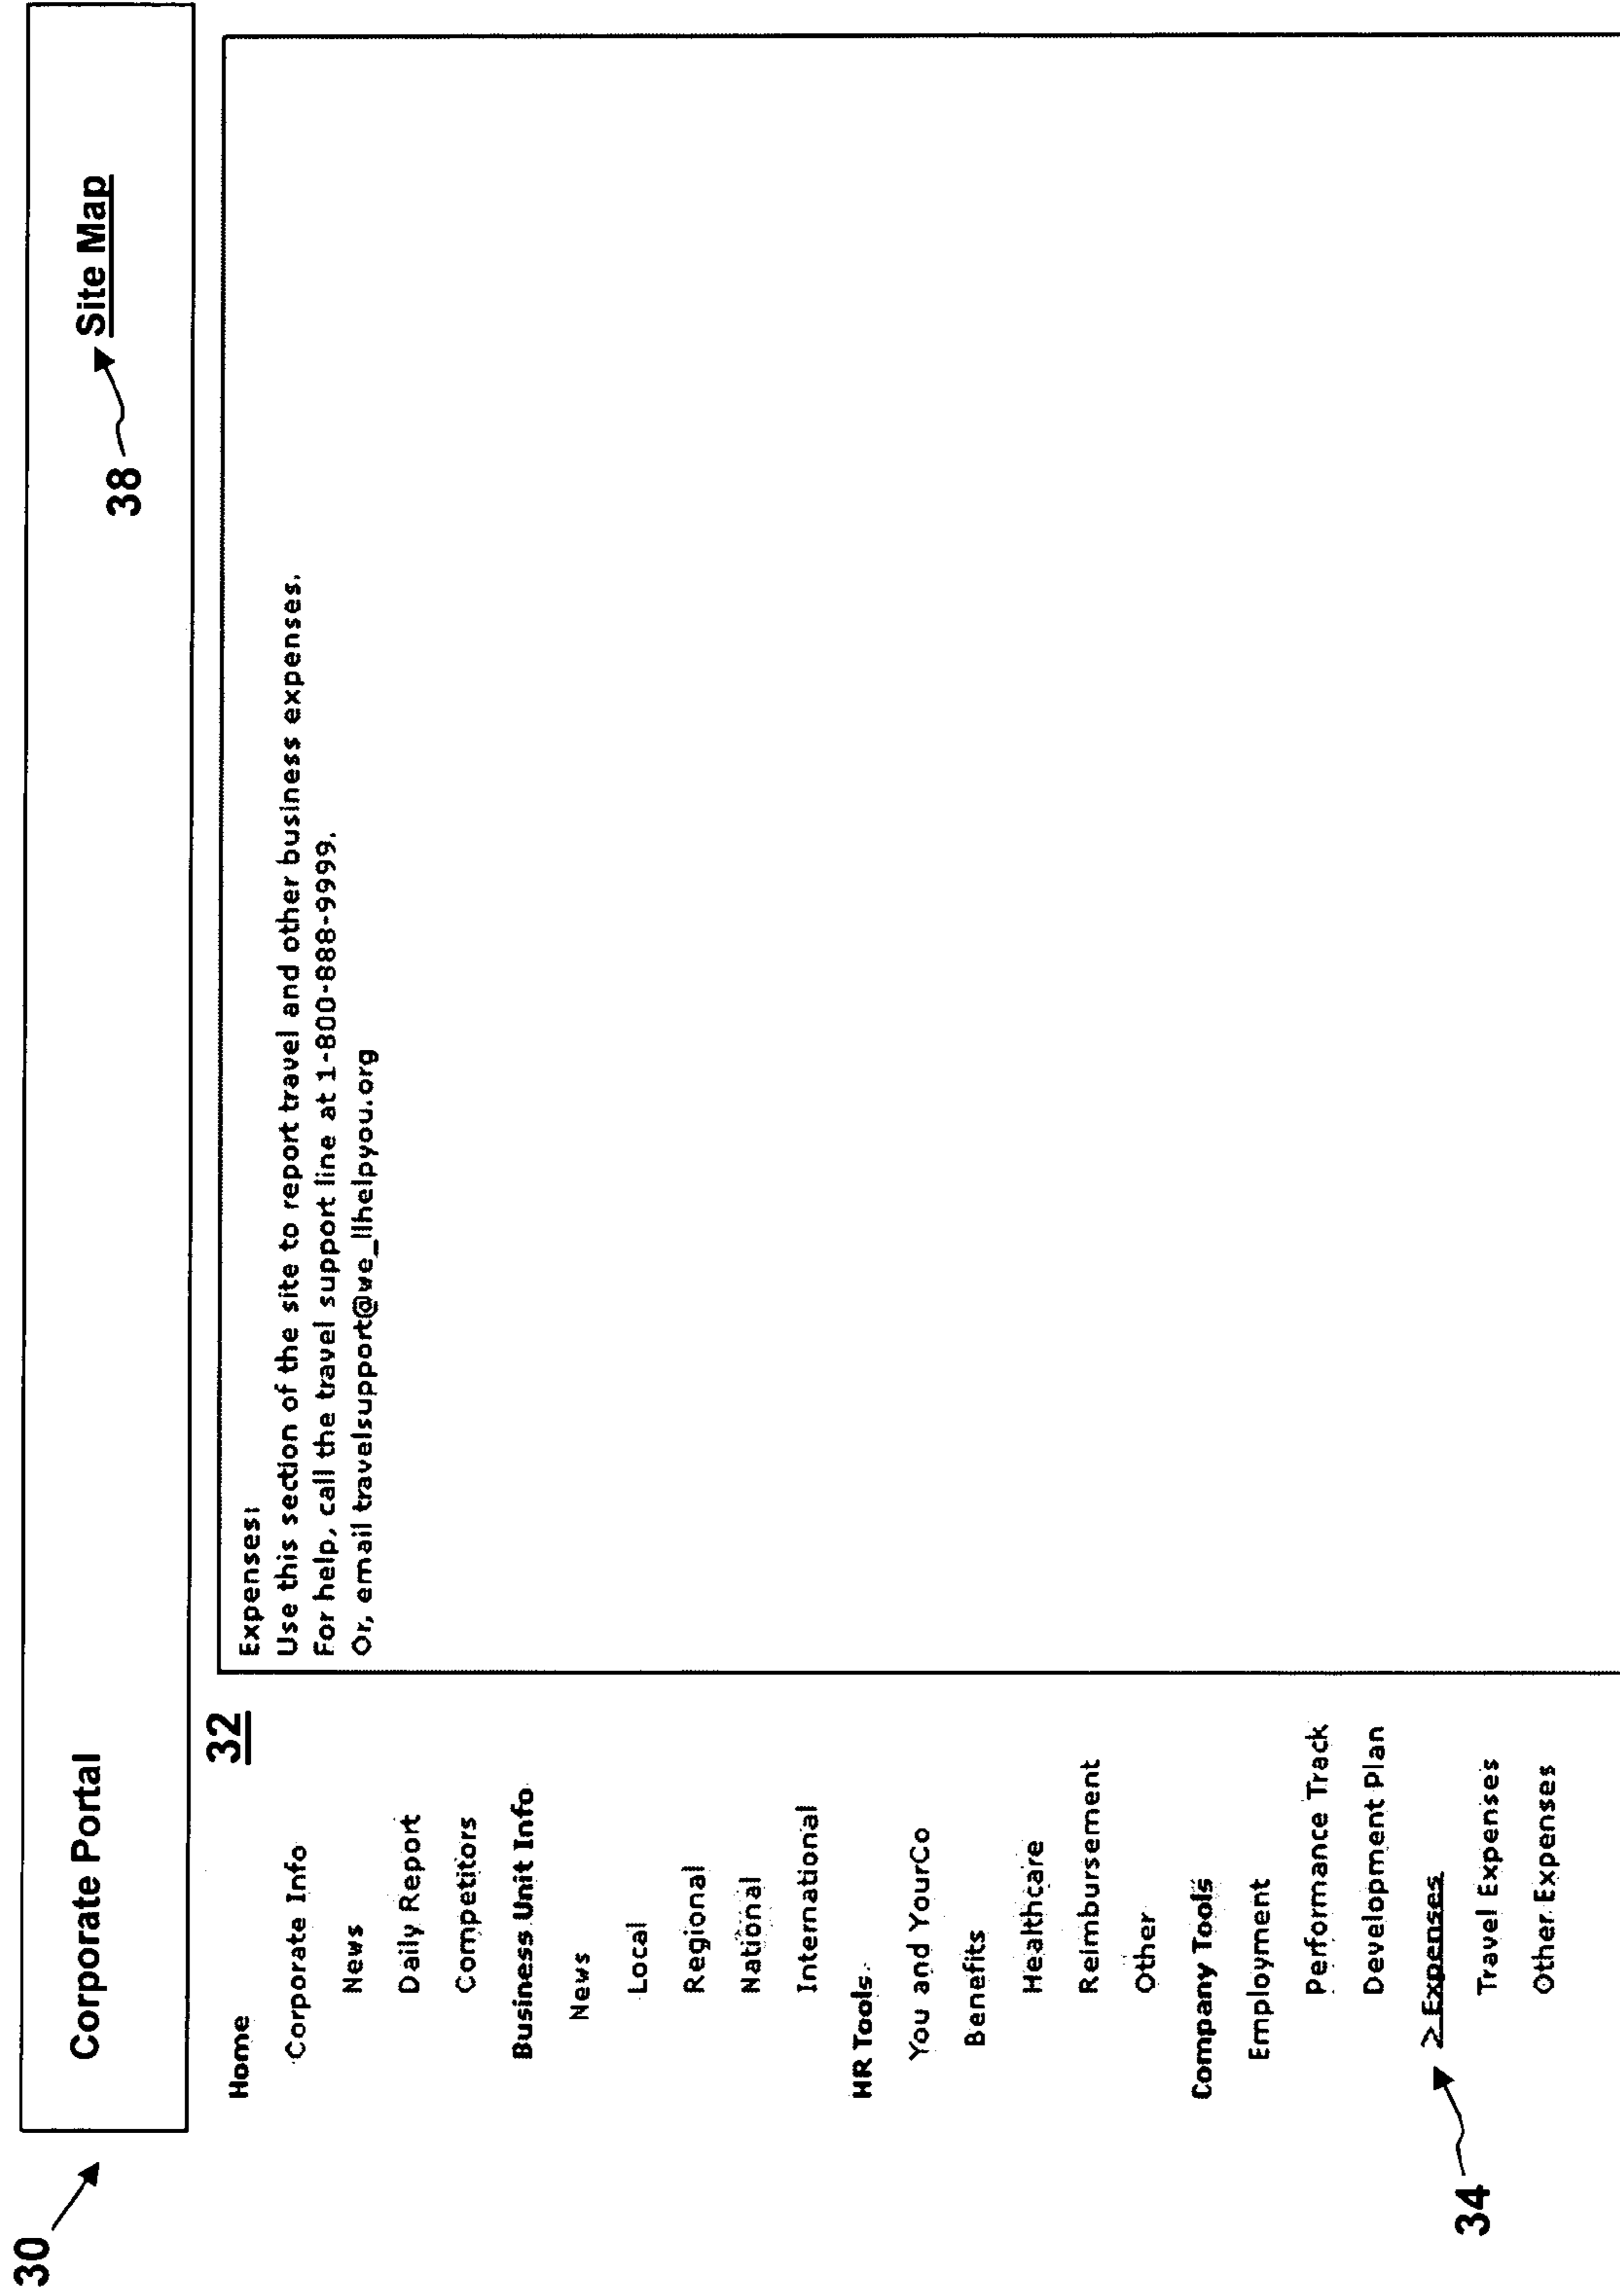 30
Corporate Portal
38 Site Map
32
Home
Corporate Info
News
Daily Report
Competitors
Business Unit Info
News
Local
Regional
National
International
HR Tools
You and YourCo
Benefits
Healthcare
Reimbursement
Other
Company Tools
Employment
Performance Track
Development Plan
34 > Expenses
Travel Expenses
Other Expenses
Expenses:
Use this section of the site to report travel and other business expenses.
For help, call the travel support line at 1-800-888-9999.
Or, email travelsupport@we_llhelpyou.org